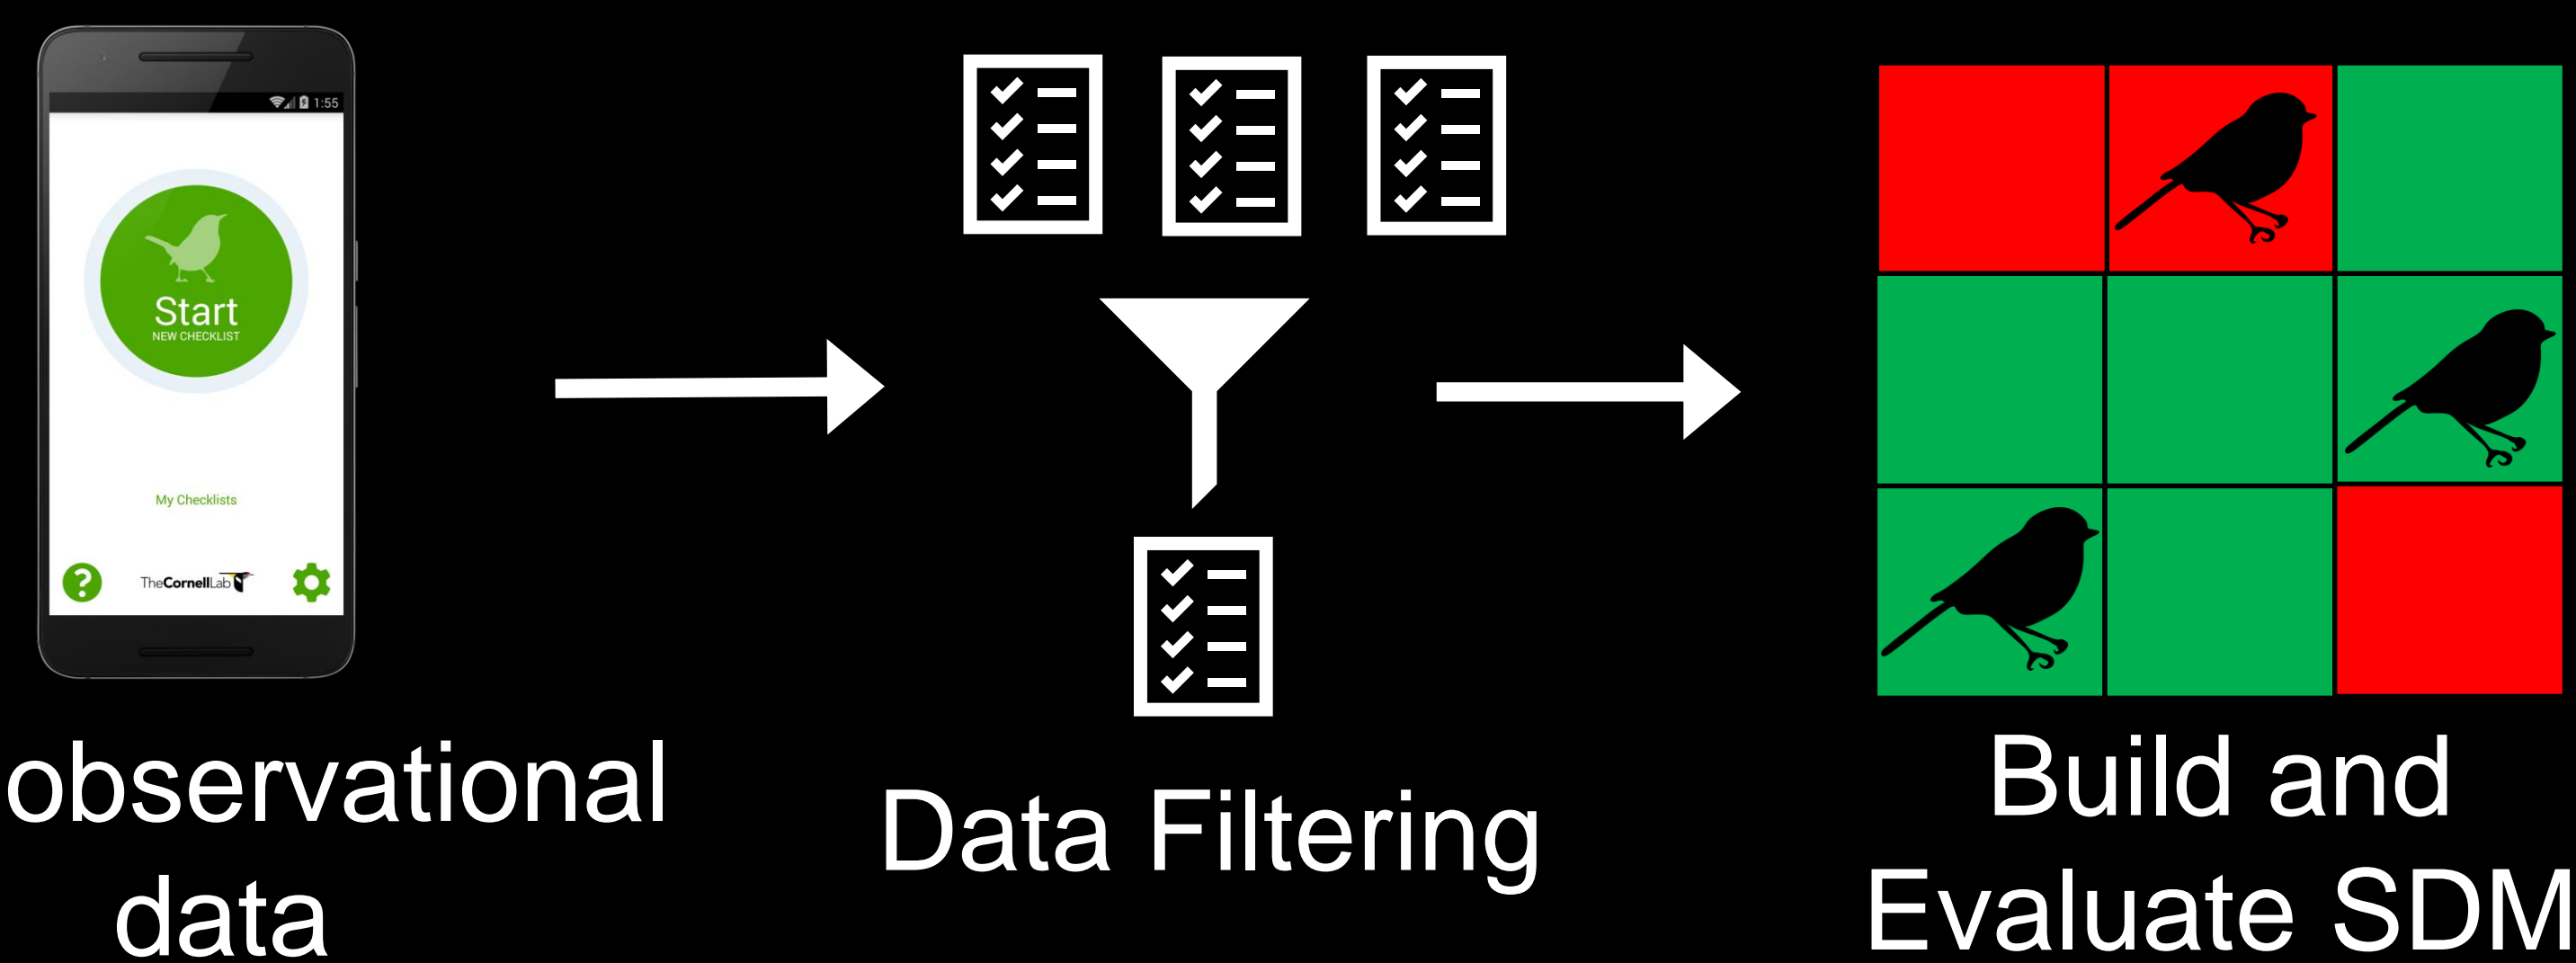 1:55
Start
NEW CHECKLIST
My Checklists
?
TheCornellLab
observational
data
Data Filtering
Build and
Evaluate SDM